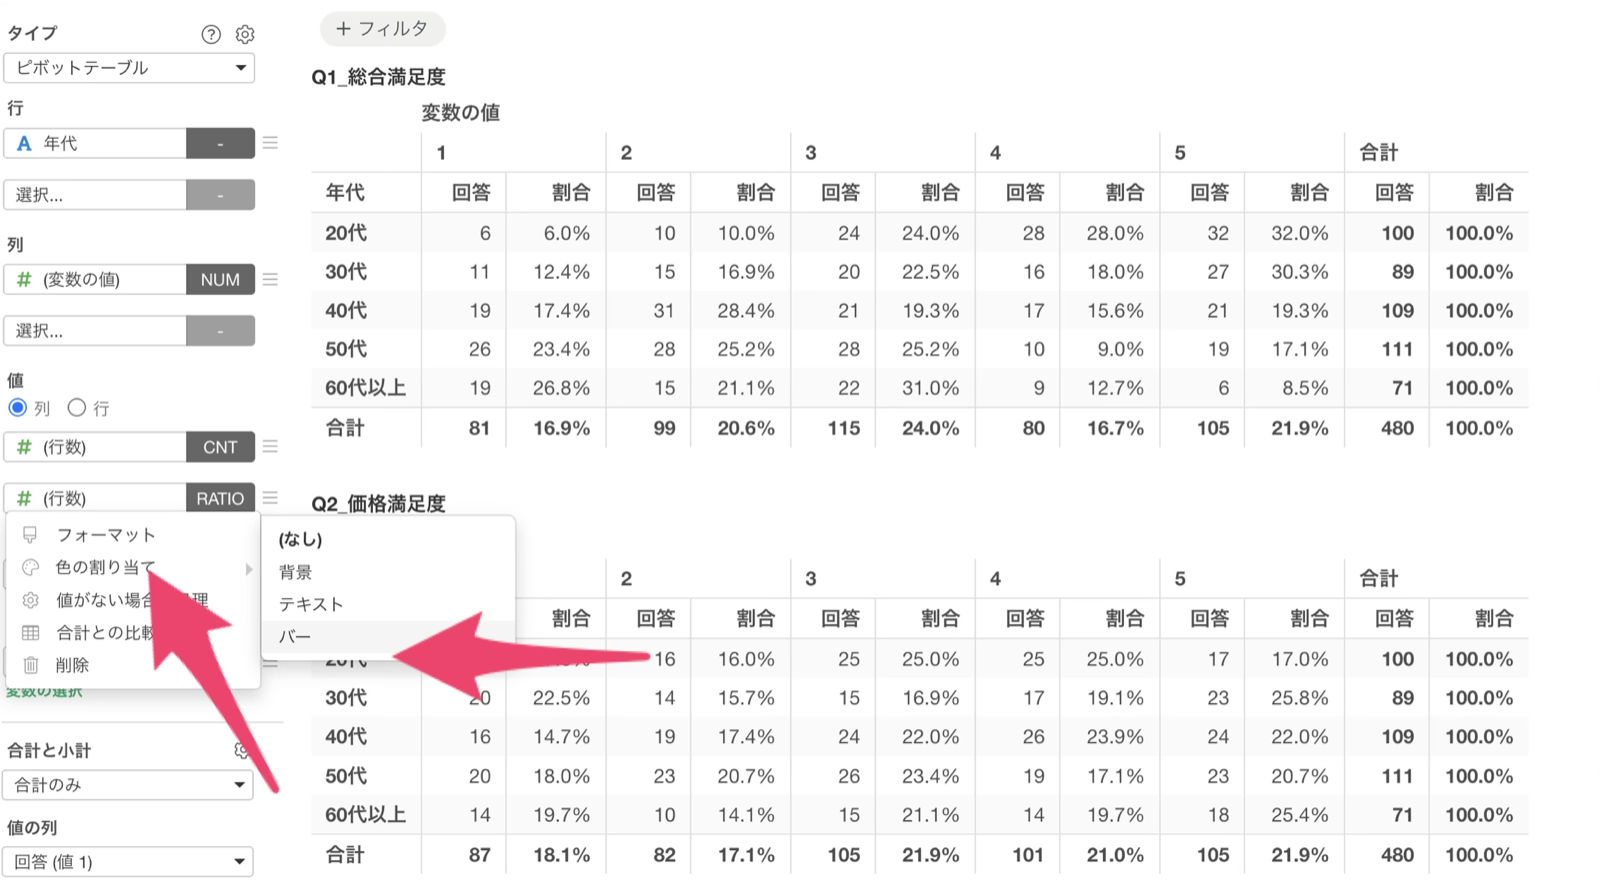 タイプ
ピボットテーブル
行
A 年代 -
選択... -
列
# (変数の値) NUM
選択... -
値
列 行
# (行数) CNT
# (行数) RATIO
フォーマット
色の割り当て
値がない場合 理
合計との比較
削除
変数の選択
合計と小計
合計のみ
値の列
回答 (値 1)
(なし)
背景
テキスト
バー
+ フィルタ
Q1_総合満足度
変数の値
1 2 3 4 5 合計
年代 回答 割合 回答 割合 回答 割合 回答 割合 回答 割合 回答 割合
20代 6 6.0% 10 10.0% 24 24.0% 28 28.0% 32 32.0% 100 100.0%
30代 11 12.4% 15 16.9% 20 22.5% 16 18.0% 27 30.3% 89 100.0%
40代 19 17.4% 31 28.4% 21 19.3% 17 15.6% 21 19.3% 109 100.0%
50代 26 23.4% 28 25.2% 28 25.2% 10 9.0% 19 17.1% 111 100.0%
60代以上 19 26.8% 15 21.1% 22 31.0% 9 12.7% 6 8.5% 71 100.0%
合計 81 16.9% 99 20.6% 115 24.0% 80 16.7% 105 21.9% 480 100.0%
Q2_価格満足度
2 3 4 5 合計
割合 回答 割合 回答 割合 回答 割合 回答 割合 回答 割合
20代 16 16.0% 25 25.0% 25 25.0% 17 17.0% 100 100.0%
30代 20 22.5% 14 15.7% 15 16.9% 17 19.1% 23 25.8% 89 100.0%
40代 16 14.7% 19 17.4% 24 22.0% 26 23.9% 24 22.0% 109 100.0%
50代 20 18.0% 23 20.7% 26 23.4% 19 17.1% 23 20.7% 111 100.0%
60代以上 14 19.7% 10 14.1% 15 21.1% 14 19.7% 18 25.4% 71 100.0%
合計 87 18.1% 82 17.1% 105 21.9% 101 21.0% 105 21.9% 480 100.0%